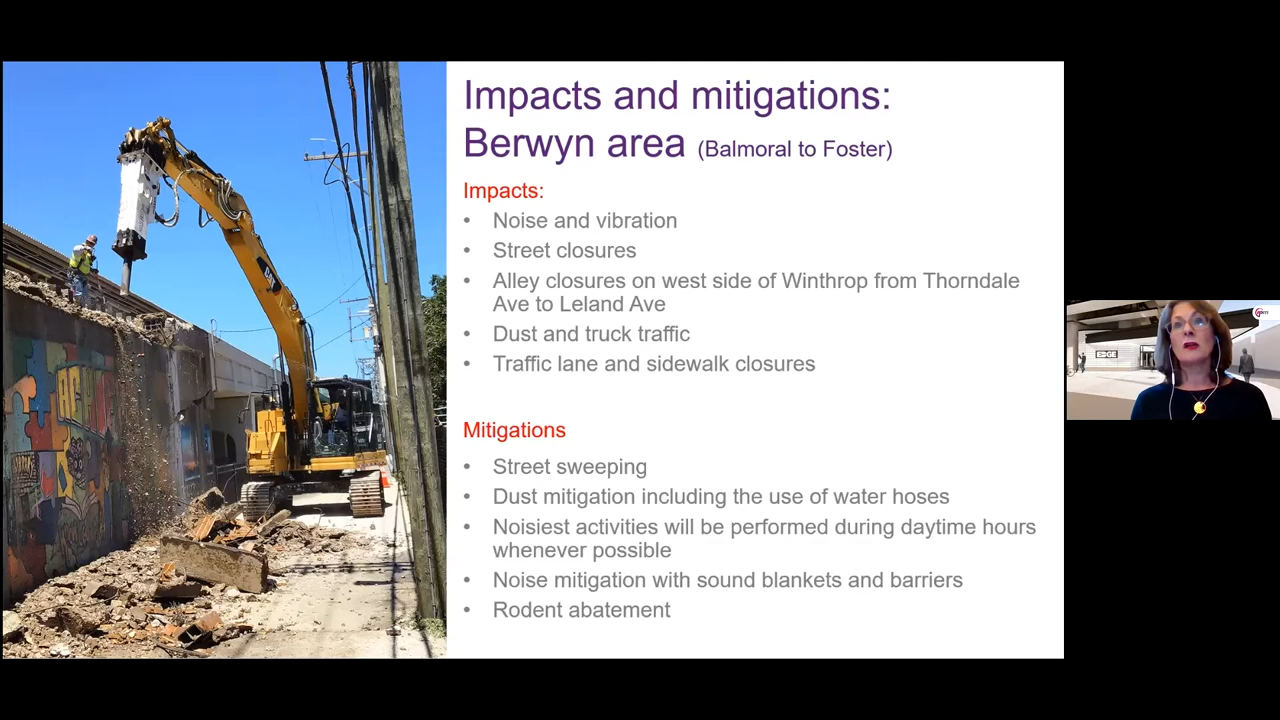 Impacts and mitigations:
Berwyn area (Balmoral to Foster)
Impacts:
• Noise and vibration
• Street closures
• Alley closures on west side of Winthrop from Thorndale
Ave to Leland Ave
• Dust and truck traffic
• Traffic lane and sidewalk closures
Mitigations
• Street sweeping
• Dust mitigation including the use of water hoses
• Noisiest activities will be performed during daytime hours
whenever possible
• Noise mitigation with sound blankets and barriers
• Rodent abatement
EDGE